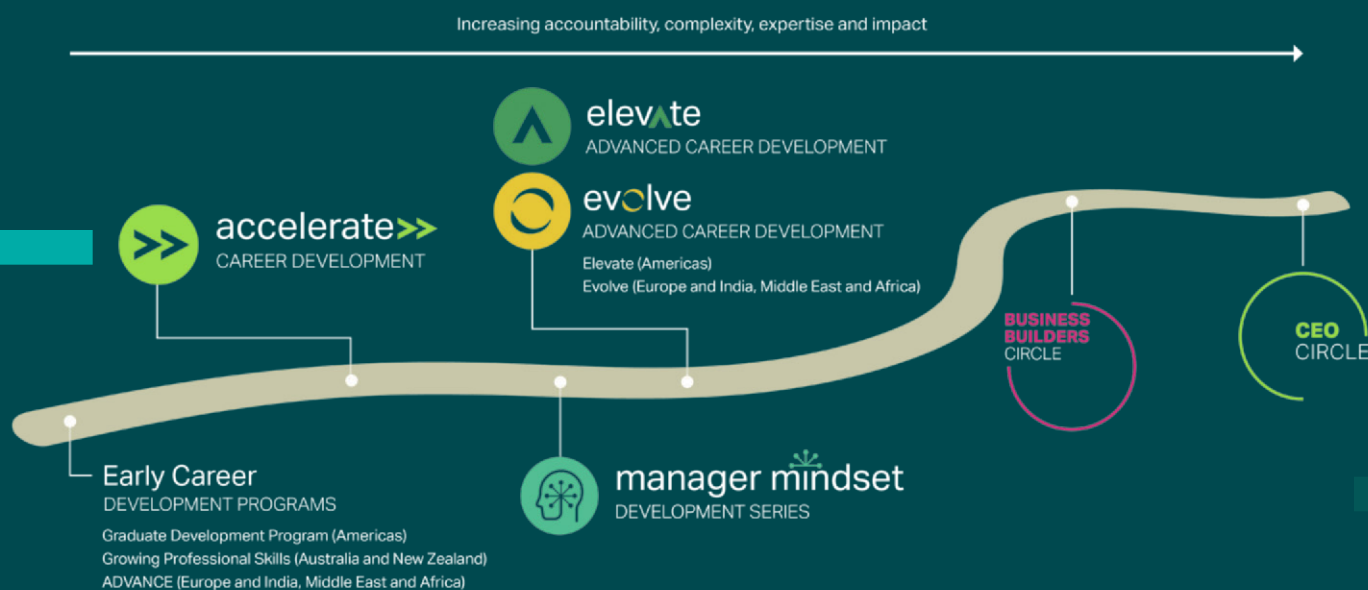 Increasing accountability, complexity, expertise and impact
elevate
ADVANCED CAREER DEVELOPMENT
evolve
ADVANCED CAREER DEVELOPMENT
Elevate (Americas)
Evolve (Europe and India, Middle East and Africa)
accelerate>>
CAREER DEVELOPMENT
BUSINESS
BUILDERS
CIRCLE
CEO
CIRCLE
Early Career
DEVELOPMENT PROGRAMS
Graduate Development Program (Americas)
Growing Professional Skills (Australia and New Zealand)
ADVANCE (Europe and India, Middle East and Africa)
manager mindset
DEVELOPMENT SERIES